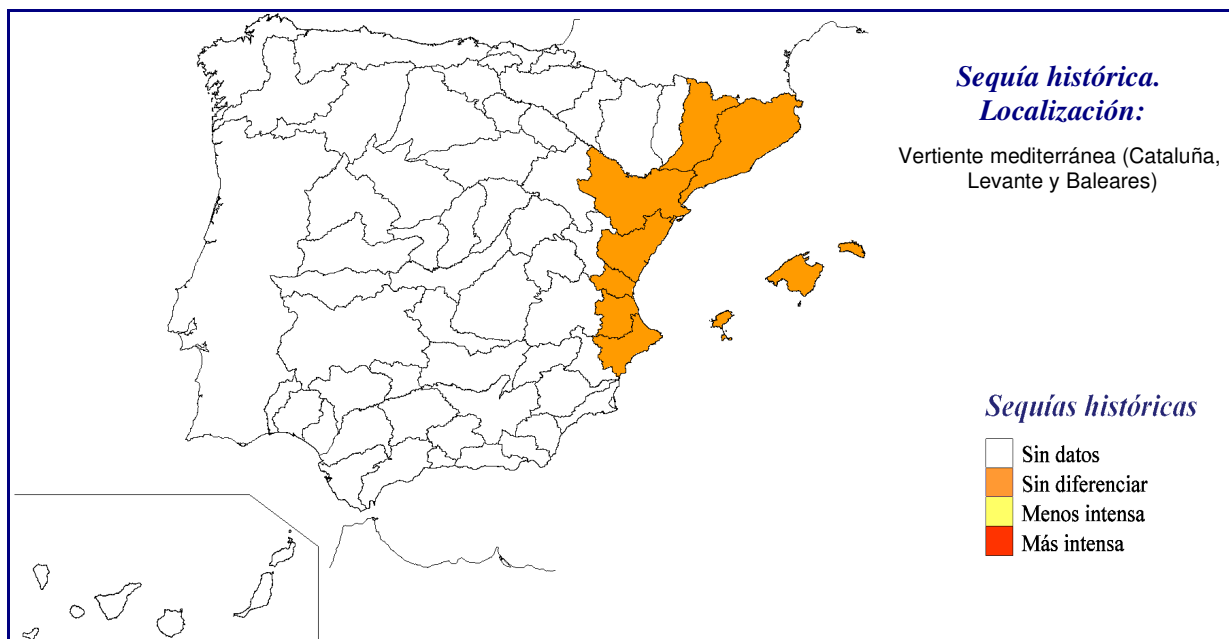 Sequía histórica.
Localización:
Vertiente mediterránea (Cataluña,
Levante y Baleares)
Sequías históricas
Sin datos
Sin diferenciar
Menos intensa
Más intensa